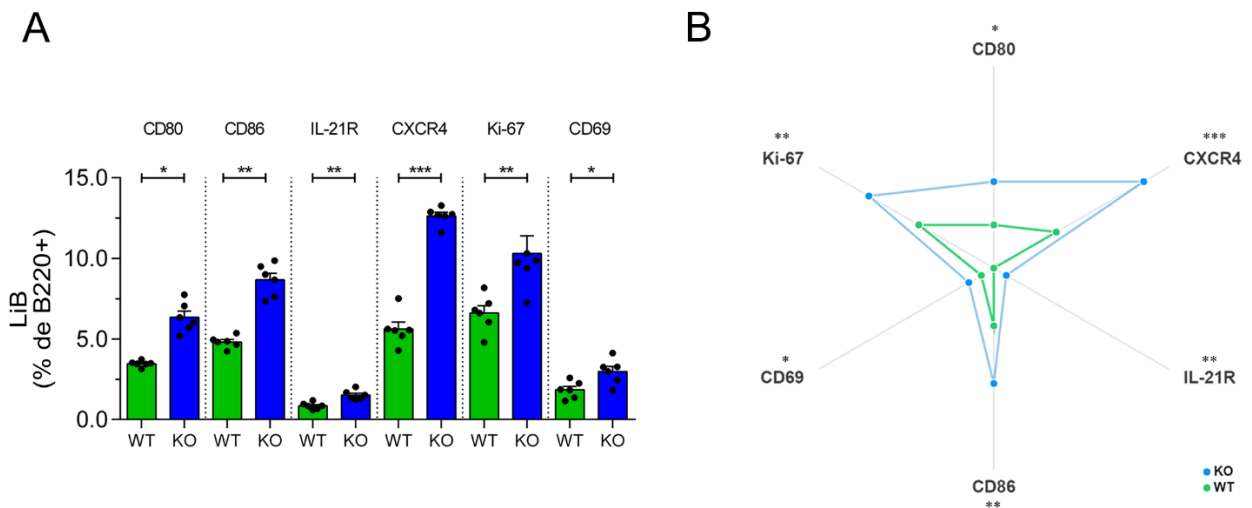 A
CD80 CD86 IL-21R CXCR4 Ki-67 CD69
* ** ** *** ** *
15.0
10.0
5.0
0.0
LiB
(% de B220+)
WT KO WT KO WT KO WT KO WT KO WT KO
B
*
CD80
***
CXCR4
**
IL-21R
CD86
**
*
CD69
**
Ki-67
KO
WT